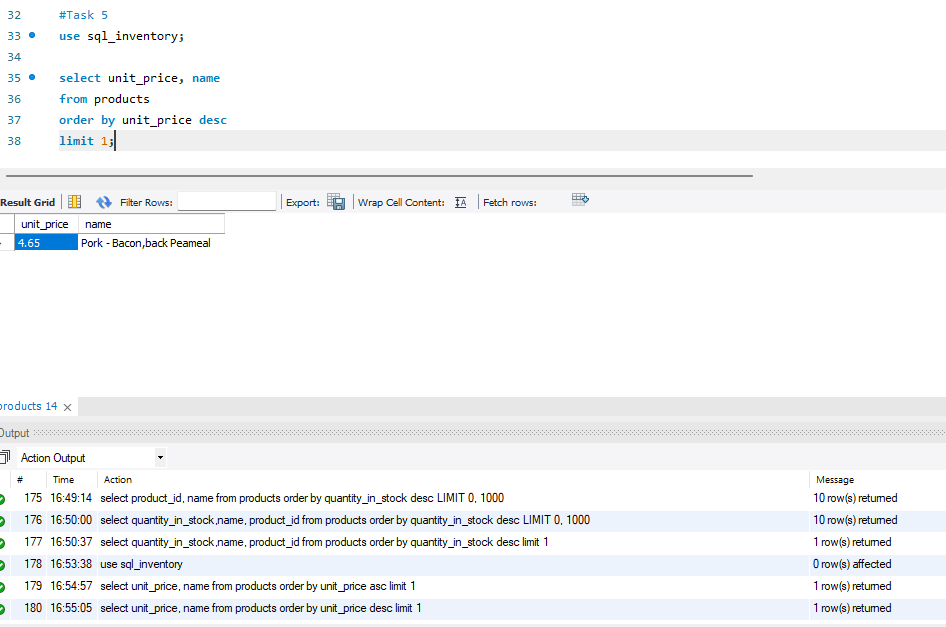 32 #Task 5
33 use sql_inventory;
34
35 select unit_price, name
36 from products
37 order by unit_price desc
38 limit 1;
Result Grid Filter Rows: Export: Wrap Cell Content: Fetch rows:
unit_price name
4.65 Pork - Bacon,back Peameal
products 14
Output
Action Output
# Time Action Message
175 16:49:14 select product_id, name from products order by quantity_in_stock desc LIMIT 0, 1000 10 row(s) returned
176 16:50:00 select quantity_in_stock,name, product_id from products order by quantity_in_stock desc LIMIT 0, 1000 10 row(s) returned
177 16:50:37 select quantity_in_stock,name, product_id from products order by quantity_in_stock desc limit 1 1 row(s) returned
178 16:53:38 use sql_inventory 0 row(s) affected
179 16:54:57 select unit_price, name from products order by unit_price asc limit 1 1 row(s) returned
180 16:55:05 select unit_price, name from products order by unit_price desc limit 1 1 row(s) returned